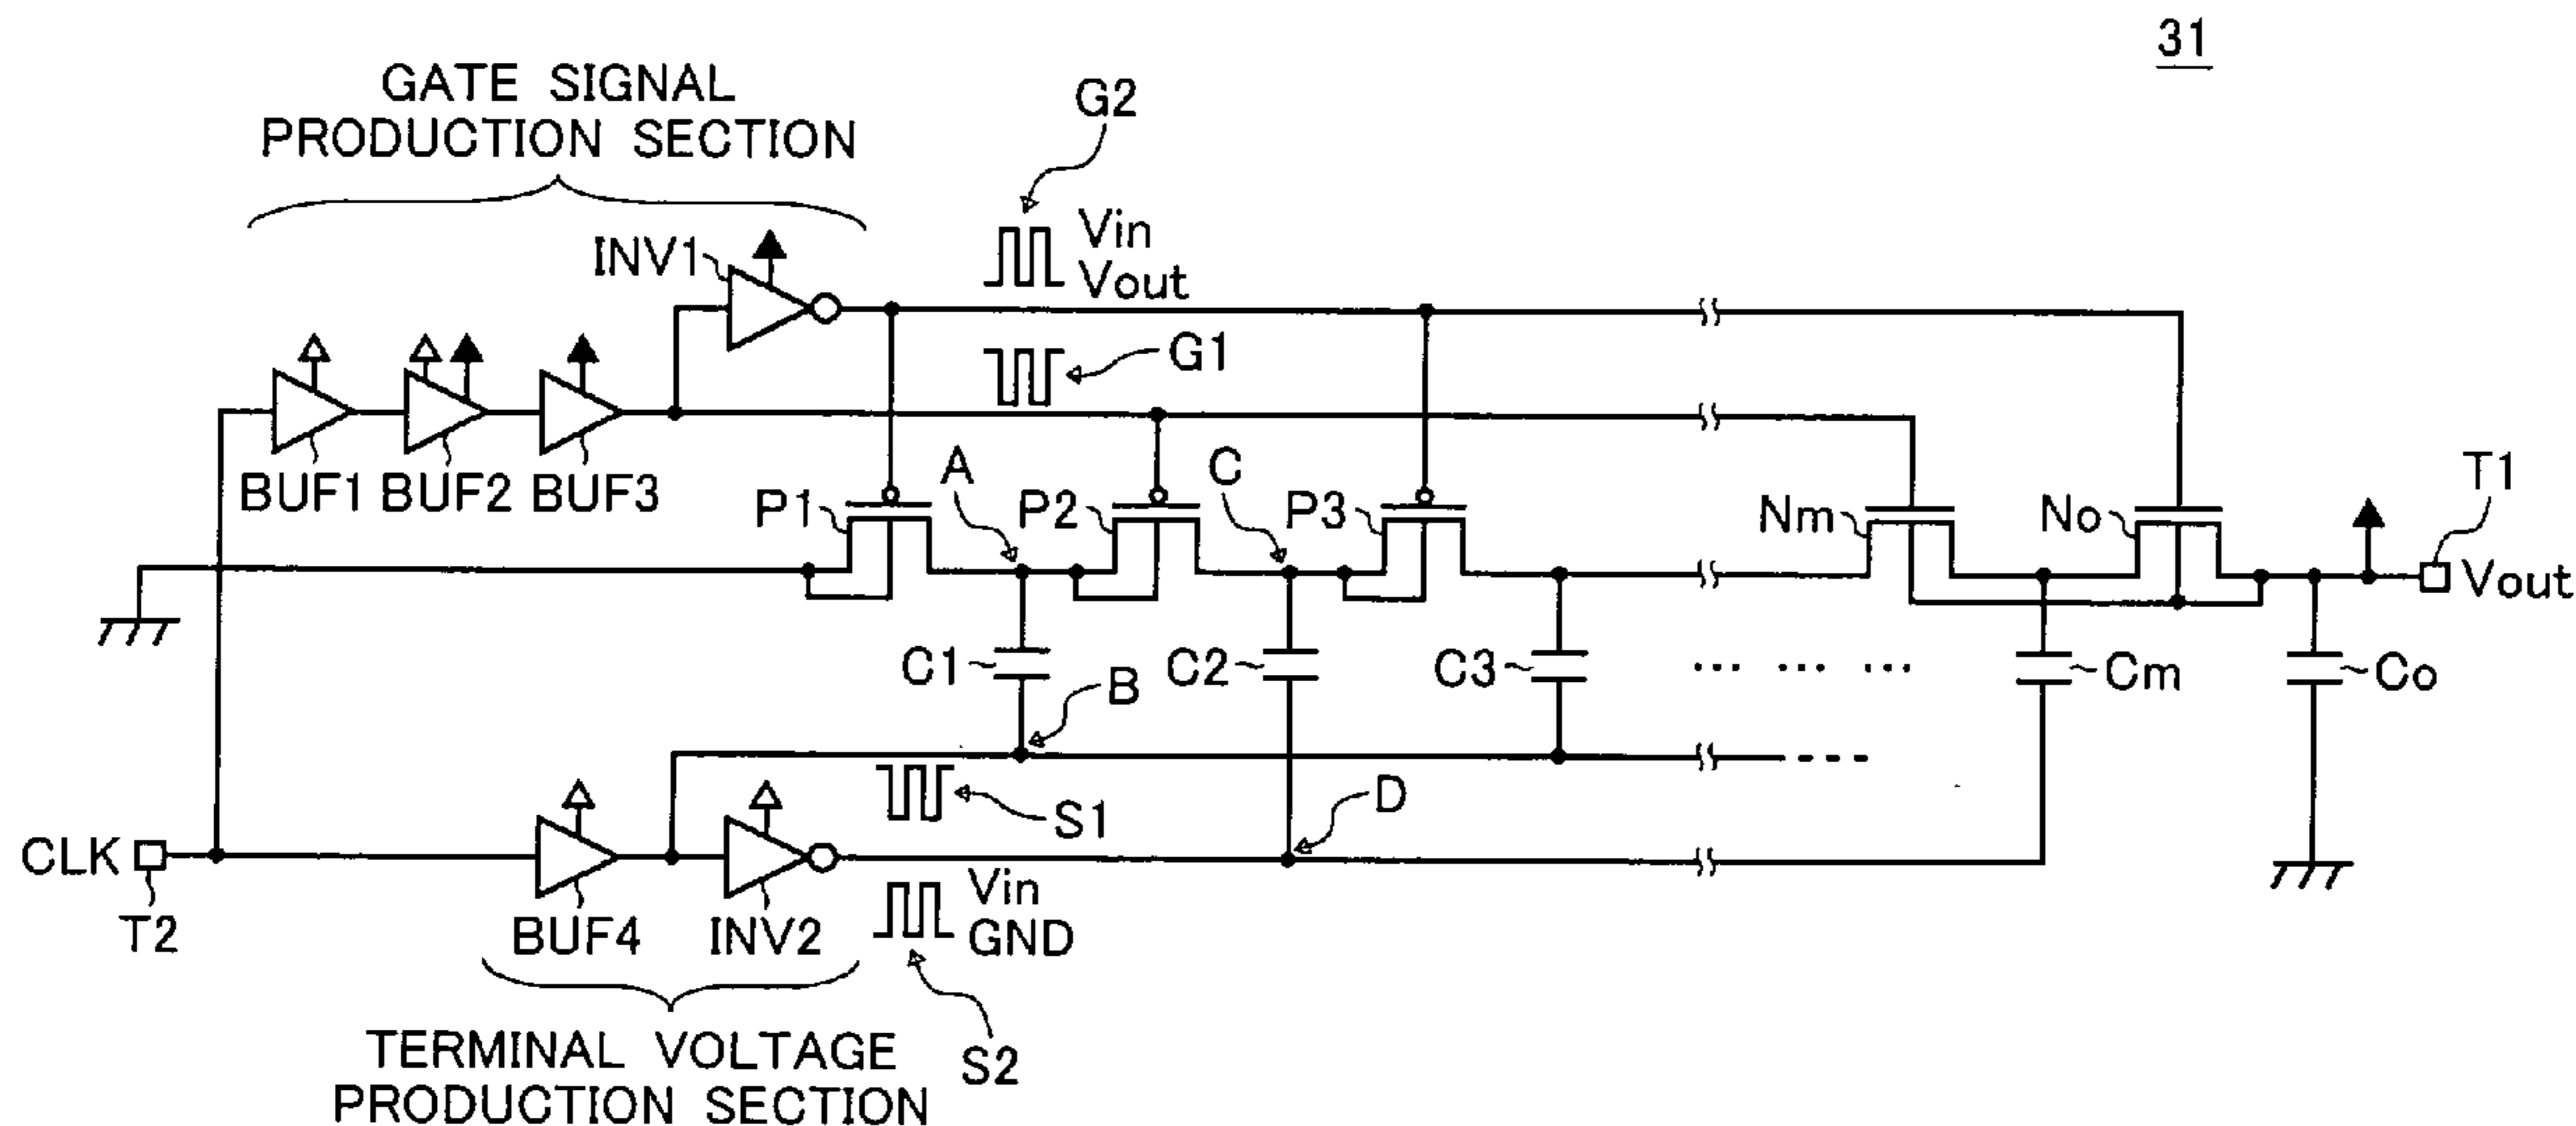 31
GATE SIGNAL
PRODUCTION SECTION
G2
INV1
Vin
Vout
G1
BUF1 BUF2 BUF3
A
C
P1
P2
P3
Nm
No
T1
Vout
C1
C2
C3
... ... ...
Cm
Co
B
S1
D
CLK
T2
BUF4
INV2
Vin
GND
S2
TERMINAL VOLTAGE
PRODUCTION SECTION